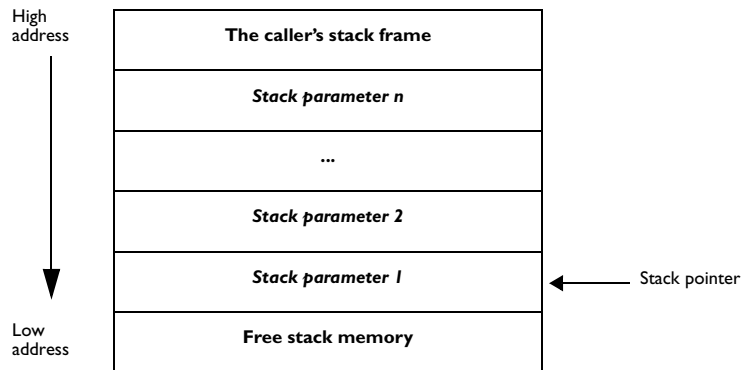 High
address
The caller's stack frame
Stack parameter n
...
Stack parameter 2
Stack parameter 1
Stack pointer
Low
address
Free stack memory